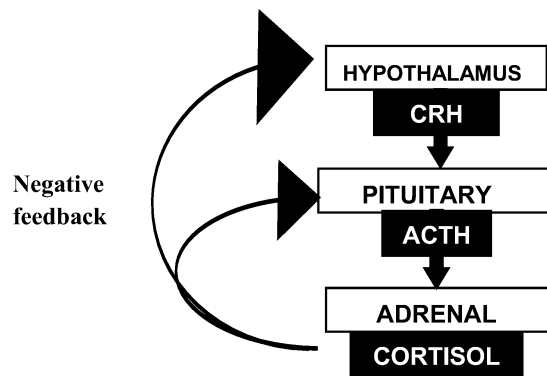 HYPOTHALAMUS
CRH
Negative
feedback
PITUITARY
ACTH
ADRENAL
CORTISOL